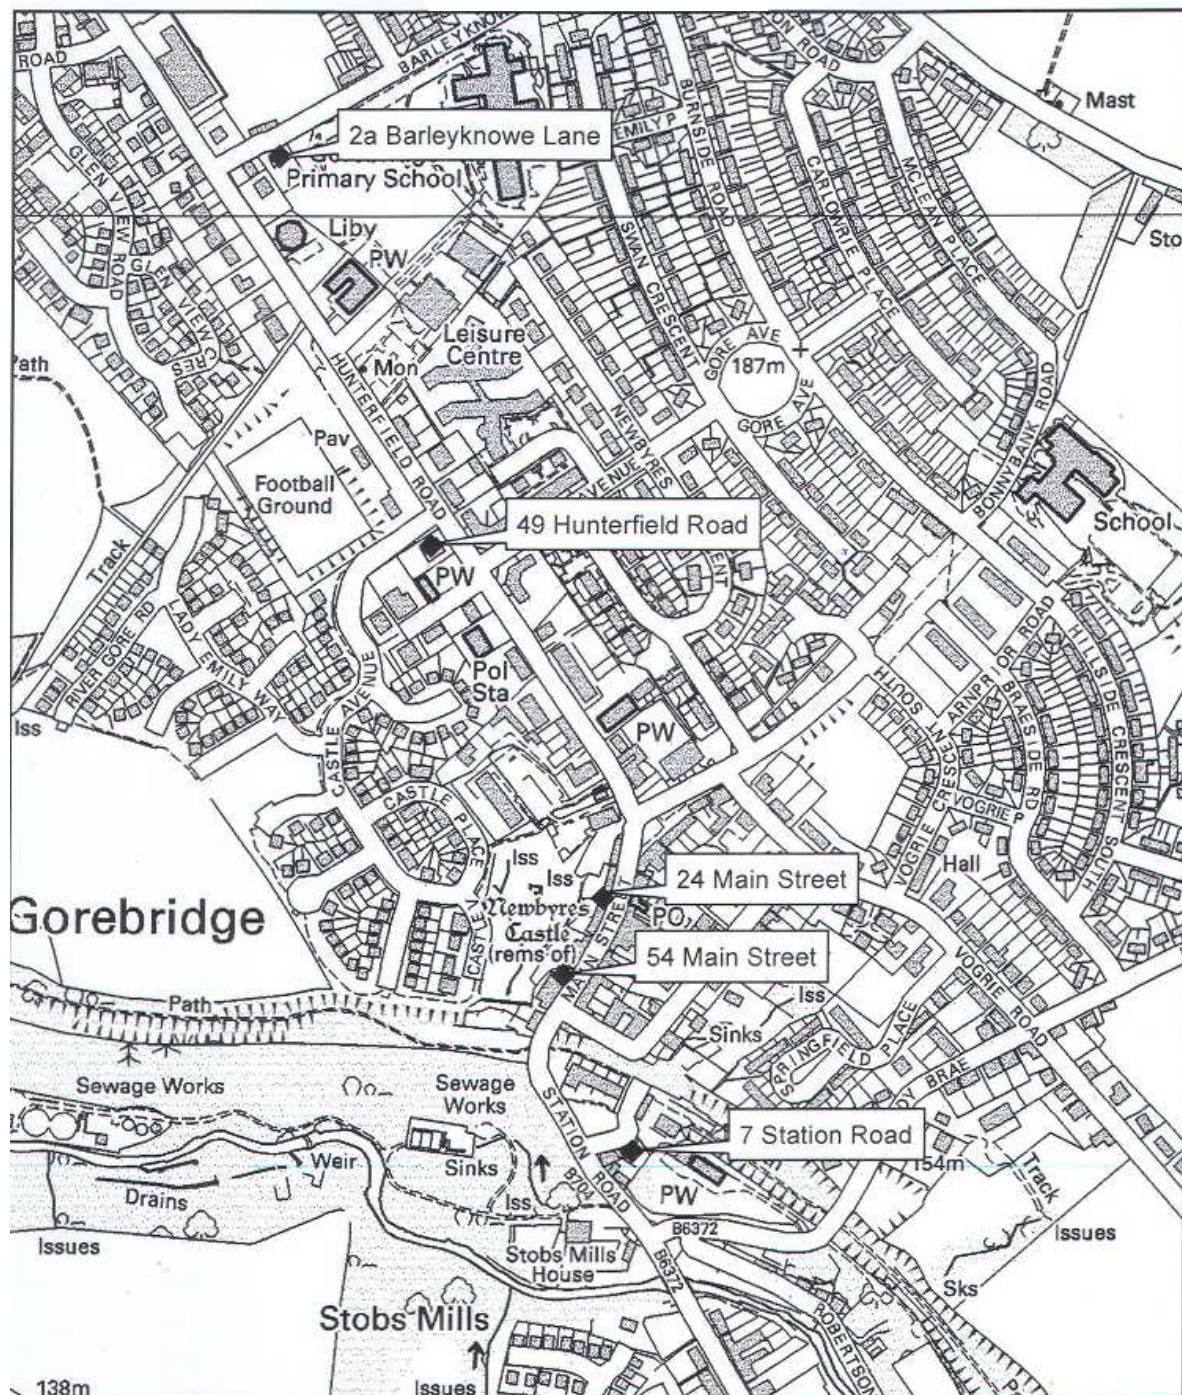 ROAD
BARLEYKNOWE
ON ROAD
Mast
2a Barleyknowe Lane
Primary School
EMILY P
BURNSIDE ROAD
CARLOWRIE PLACE
MCLEAN PLACE
GLEN VIEW ROAD
GLEN VIEW CRES
Liby
PW
SWAN CRESCENT
Sto
Path
Leisure
Centre
Mon
GORE AVE
187m
GORE AVE
HUNTERFIELD ROAD
NEWBYRES
AVENUE
BONNYBANK ROAD
Pav
Football
Ground
School
49 Hunterfield Road
Track
PW
ENT
RIVER GORE RD
LADY EMILY WAY
Pol
Sta
CASTLE AVENUE
PW
Iss
SOUTH
VOGRIE CRESCENT
ARNPRIOR ROAD
BRAESIDE RD
HILLSIDE CRESCENT SOUTH
VOGRIE P
CASTLE PLACE
Iss
Hall
Iss
24 Main Street
Newbyres
Castle
(rems of)
PO
MAIN STREET
CASTLE V
Gorebridge
54 Main Street
VOGRIE ROAD
Path
Iss
Sinks
SPRINGFIELD PLACE
BRAE
Sewage Works
Sewage
Works
STATION ROAD
7 Station Road
Weir
Sinks
Drains
Iss
B704
PW
154m
Track
Issues
B6372
Issues
Stobs Mills
House
B6372
Sks
Stobs Mills
ROBERTSON
138m
Issues